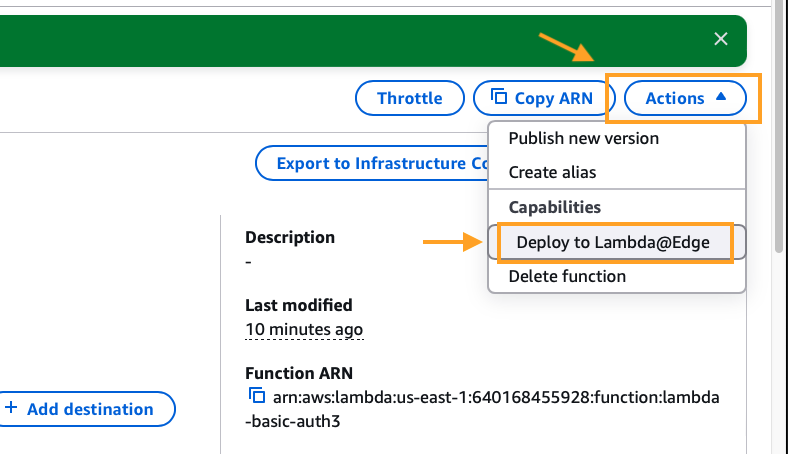 Throttle
Copy ARN
Actions
Publish new version
Export to Infrastructure Co
Create alias
Capabilities
Deploy to Lambda@Edge
Delete function
Description
-
Last modified
10 minutes ago
Function ARN
arn:aws:lambda:us-east-1:640168455928:function:lambda
-basic-auth3
+ Add destination